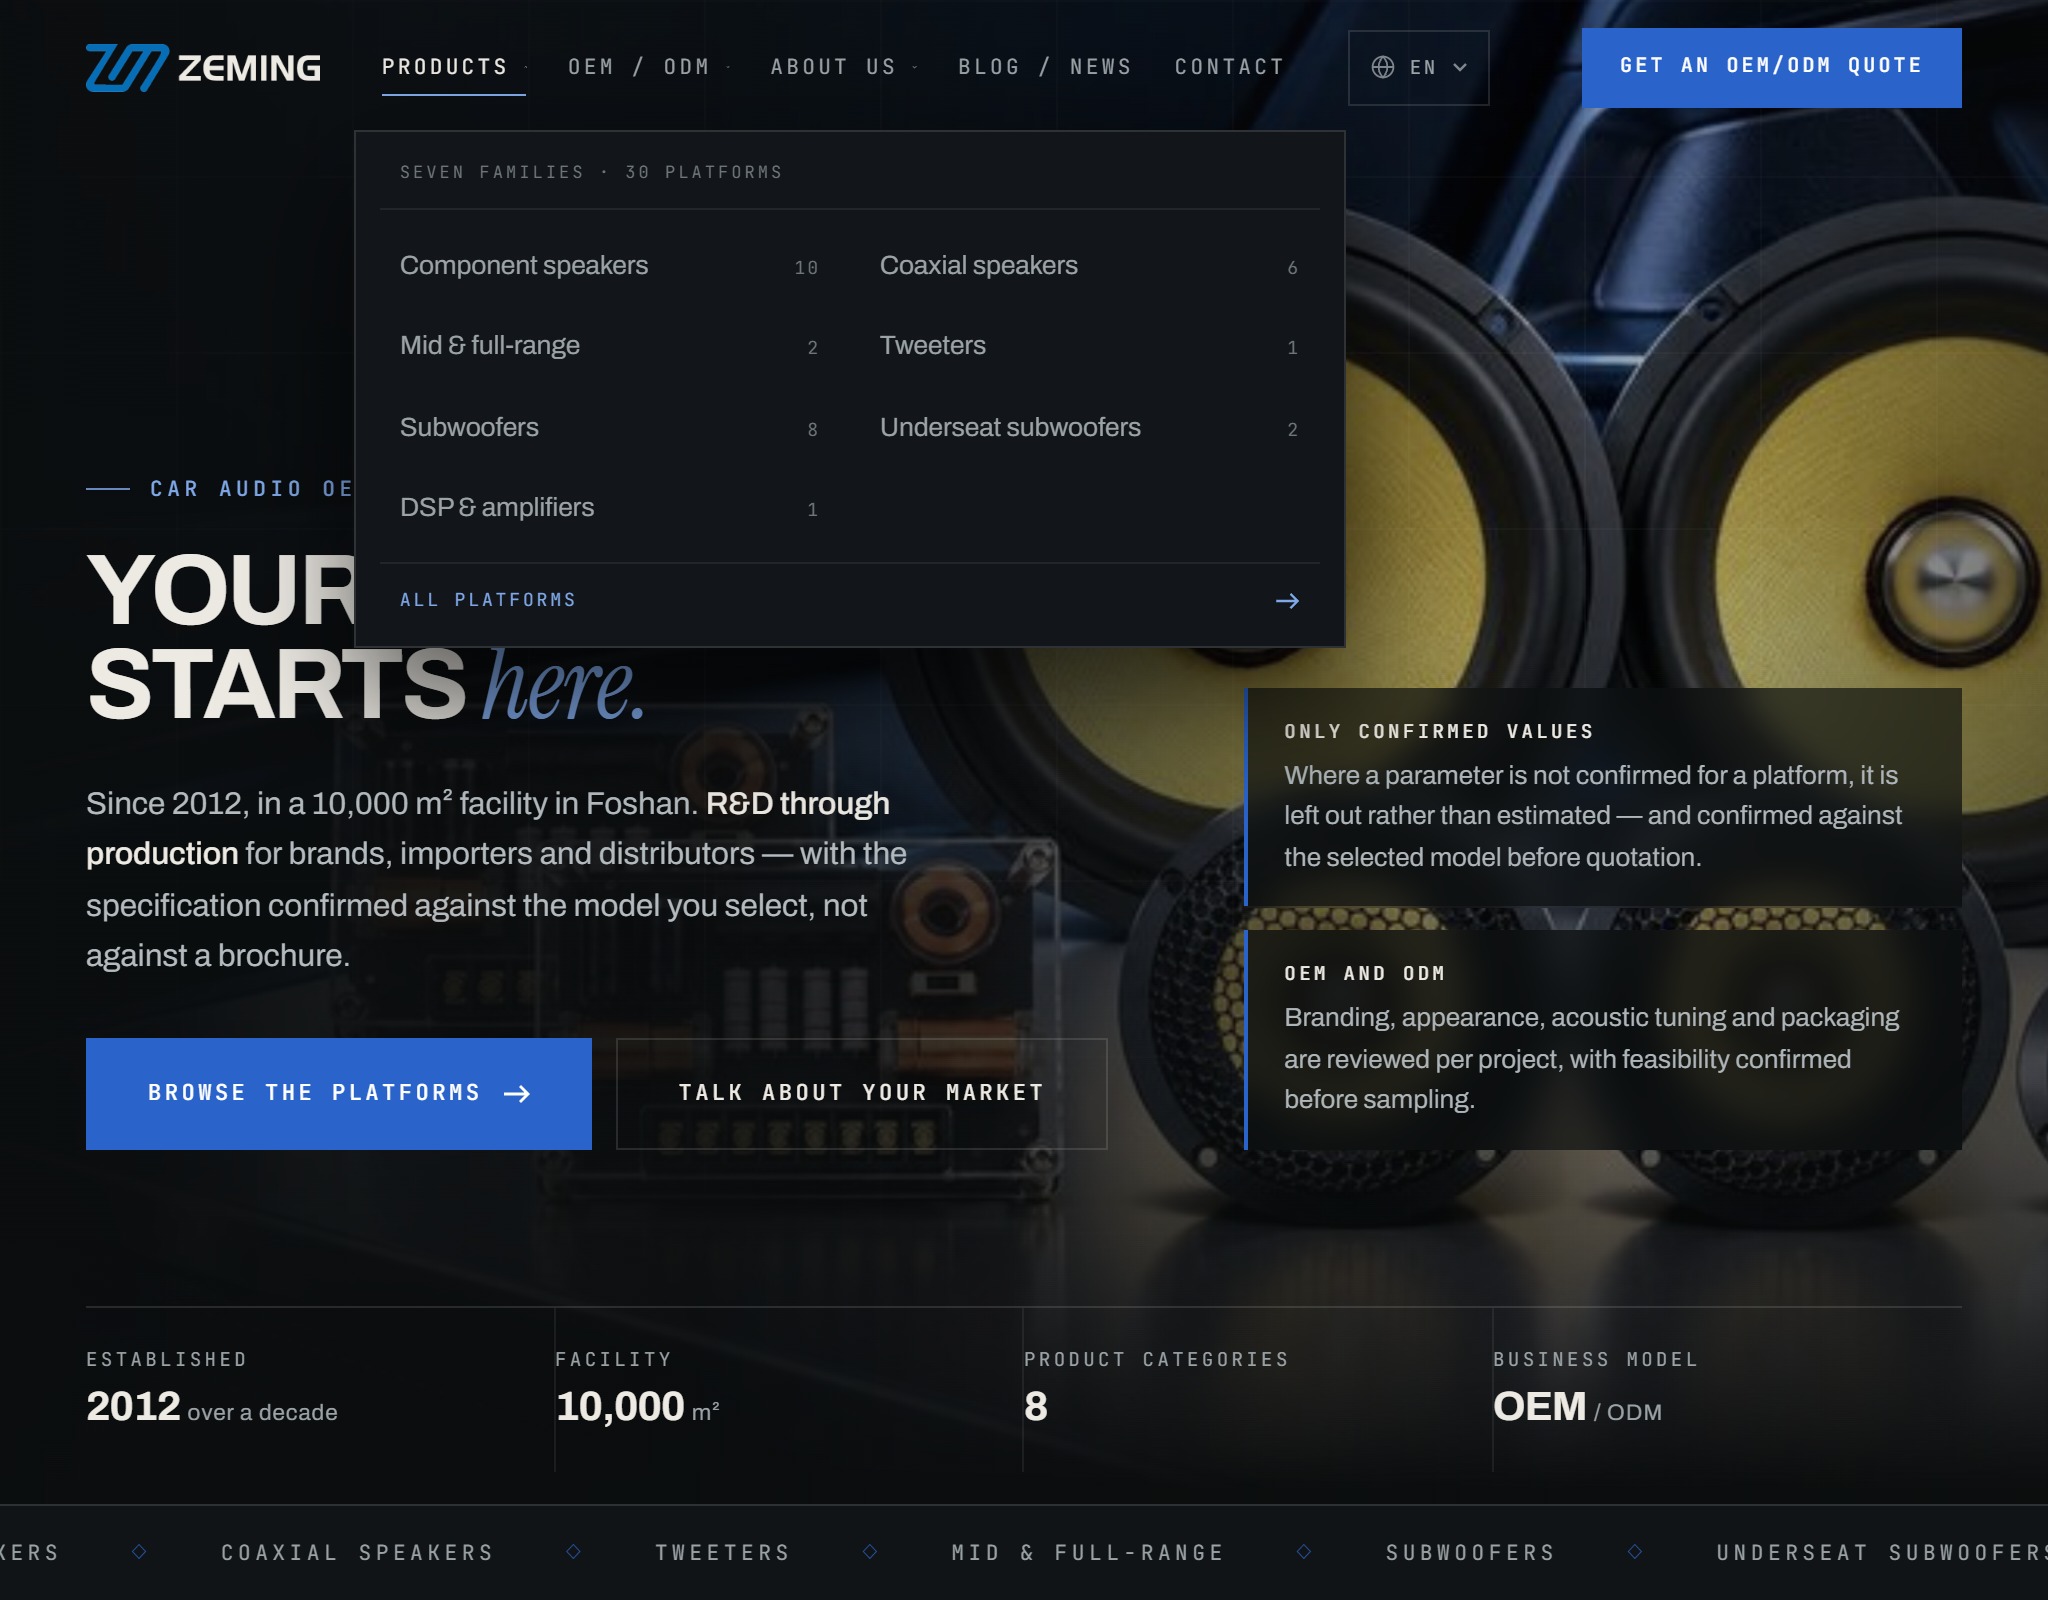 ZEMING
PRODUCTS
OEM / ODM
ABOUT US
BLOG / NEWS
CONTACT
EN
GET AN OEM/ODM QUOTE
SEVEN FAMILIES · 30 PLATFORMS
Component speakers 10
Coaxial speakers 6
Mid & full-range 2
Tweeters 1
Subwoofers 8
Underseat subwoofers 2
DSP & amplifiers 1
ALL PLATFORMS →
CAR AUDIO OE
YOUR
STARTS here.
Since 2012, in a 10,000 m² facility in Foshan. R&D through
production for brands, importers and distributors — with the
specification confirmed against the model you select, not
against a brochure.
BROWSE THE PLATFORMS →
TALK ABOUT YOUR MARKET
ONLY CONFIRMED VALUES
Where a parameter is not confirmed for a platform, it is
left out rather than estimated — and confirmed against
the selected model before quotation.
OEM AND ODM
Branding, appearance, acoustic tuning and packaging
are reviewed per project, with feasibility confirmed
before sampling.
ESTABLISHED
2012 over a decade
FACILITY
10,000 m²
PRODUCT CATEGORIES
8
BUSINESS MODEL
OEM / ODM
KERS ◇ COAXIAL SPEAKERS ◇ TWEETERS ◇ MID & FULL-RANGE ◇ SUBWOOFERS ◇ UNDERSEAT SUBWOOFERS